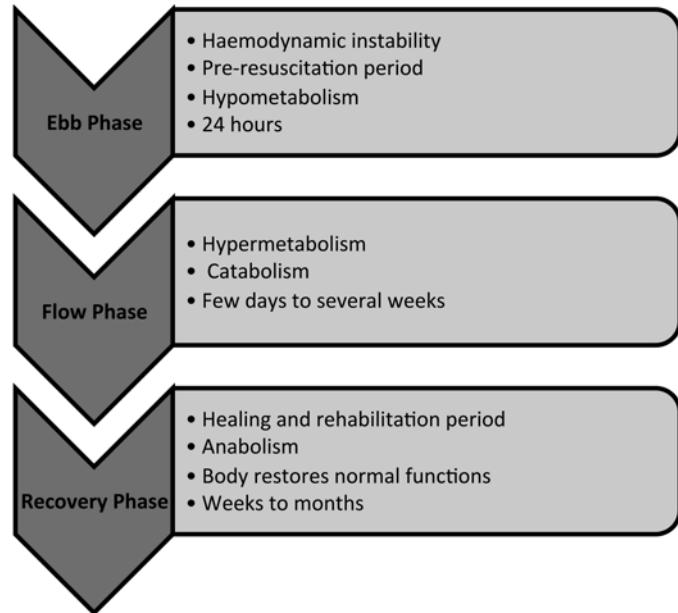 Ebb Phase
• Haemodynamic instability
• Pre-resuscitation period
• Hypometabolism
• 24 hours
Flow Phase
• Hypermetabolism
• Catabolism
• Few days to several weeks
Recovery Phase
• Healing and rehabilitation period
• Anabolism
• Body restores normal functions
• Weeks to months